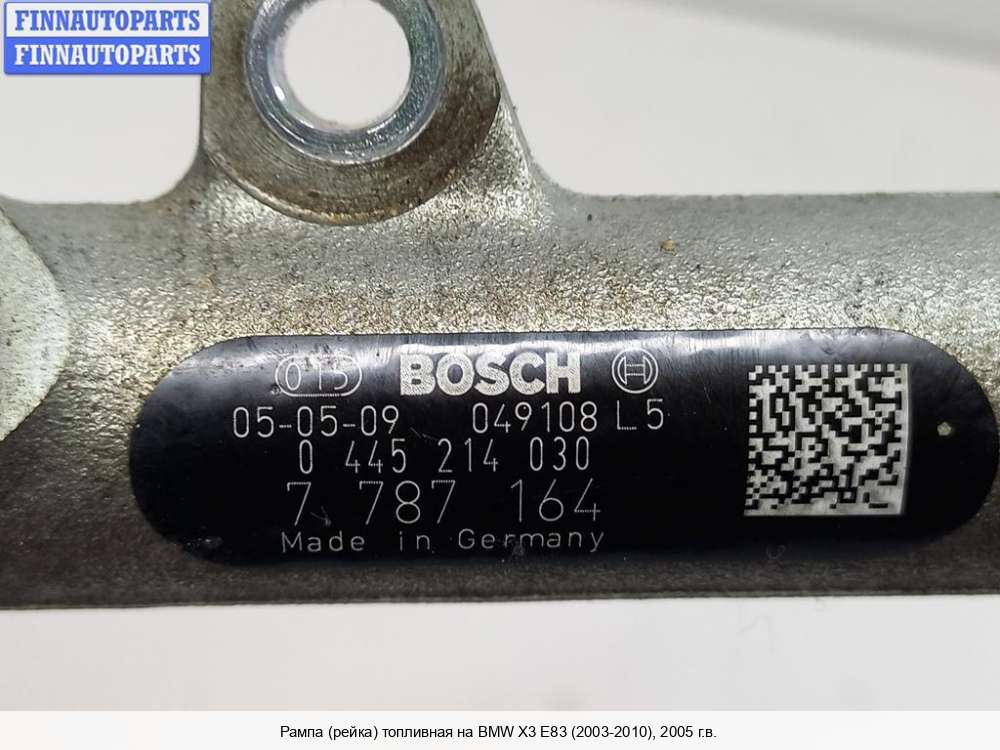 FINNAUTOPARTS
FINNAUTOPARTS
015 BOSCH
05-05-09 049108 L5
0 445 214 030
7 787 164
Made in Germany
Рампа (рейка) топливная на BMW X3 E83 (2003-2010), 2005 г.в.